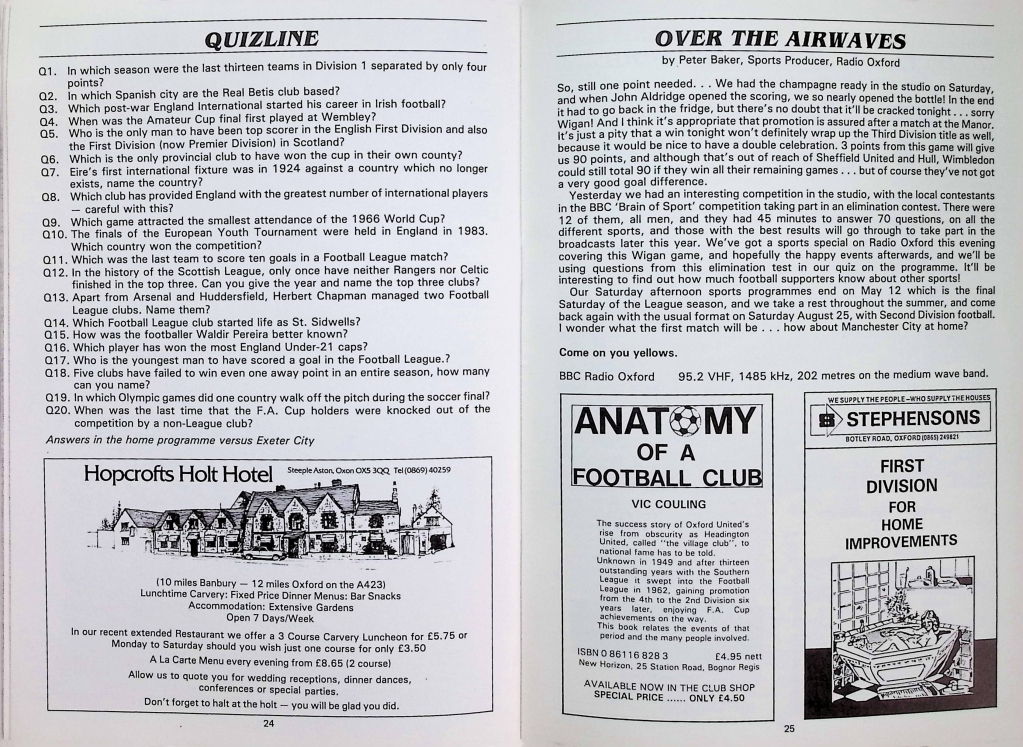 QUIZLINE
Q1. In which season were the last thirteen teams in Division 1 separated by only four
points?
Q2. In which Spanish city are the Real Betis club based?
Q3. Which post-war England International started his career in Irish football?
Q4. When was the Amateur Cup final first played at Wembley?
Q5. Who is the only man to have been top scorer in the English First Division and also
the First Division (now Premier Division) in Scotland?
Q6. Which is the only provincial club to have won the cup in their own county?
Q7. Eire's first international fixture was in 1924 against a country which no longer
exists, name the country?
Q8. Which club has provided England with the greatest number of international players
— careful with this?
Q9. Which game attracted the smallest attendance of the 1966 World Cup?
Q10. The finals of the European Youth Tournament were held in England in 1983.
Which country won the competition?
Q11. Which was the last team to score ten goals in a Football League match?
Q12. In the history of the Scottish League, only once have neither Rangers nor Celtic
finished in the top three. Can you give the year and name the top three clubs?
Q13. Apart from Arsenal and Huddersfield, Herbert Chapman managed two Football
League clubs. Name them?
Q14. Which Football League club started life as St. Sidwells?
Q15. How was the footballer Waldir Pereira better known?
Q16. Which player has won the most England Under-21 caps?
Q17. Who is the youngest man to have scored a goal in the Football League.?
Q18. Five clubs have failed to win even one away point in an entire season, how many
can you name?
Q19. In which Olympic games did one country walk off the pitch during the soccer final?
Q20. When was the last time that the F.A. Cup holders were knocked out of the
competition by a non-League club?
Answers in the home programme versus Exeter City
Hopcrofts Holt Hotel Steeple Aston, Oxon OX5 3QQ Tel (0869) 40259
(10 miles Banbury — 12 miles Oxford on the A423)
Lunchtime Carvery: Fixed Price Dinner Menus: Bar Snacks
Accommodation: Extensive Gardens
Open 7 Days/Week
In our recent extended Restaurant we offer a 3 Course Carvery Luncheon for £5.75 or
Monday to Saturday should you wish just one course for only £3.50
A La Carte Menu every evening from £8.65 (2 course)
Allow us to quote you for wedding receptions, dinner dances,
conferences or special parties.
Don't forget to halt at the holt — you will be glad you did.
24
OVER THE AIRWAVES
by Peter Baker, Sports Producer, Radio Oxford
So, still one point needed. . . We had the champagne ready in the studio on Saturday,
and when John Aldridge opened the scoring, we so nearly opened the bottle! In the end
it had to go back in the fridge, but there's no doubt that it'll be cracked tonight . . . sorry
Wigan! And I think it's appropriate that promotion is assured after a match at the Manor.
It's just a pity that a win tonight won't definitely wrap up the Third Division title as well,
because it would be nice to have a double celebration. 3 points from this game will give
us 90 points, and although that's out of reach of Sheffield United and Hull, Wimbledon
could still total 90 if they win all their remaining games . . . but of course they've not got
a very good goal difference.
Yesterday we had an interesting competition in the studio, with the local contestants
in the BBC 'Brain of Sport' competition taking part in an elimination contest. There were
12 of them, all men, and they had 45 minutes to answer 70 questions, on all the
different sports, and those with the best results will go through to take part in the
broadcasts later this year. We've got a sports special on Radio Oxford this evening
covering this Wigan game, and hopefully the happy events afterwards, and we'll be
using questions from this elimination test in our quiz on the programme. It'll be
interesting to find out how much football supporters know about other sports!
Our Saturday afternoon sports programmes end on May 12 which is the final
Saturday of the League season, and we take a rest throughout the summer, and come
back again with the usual format on Saturday August 25, with Second Division football.
I wonder what the first match will be . . . how about Manchester City at home?
Come on you yellows.
BBC Radio Oxford 95.2 VHF, 1485 kHz, 202 metres on the medium wave band.
ANATOMY
OF A
FOOTBALL CLUB
VIC COULING
The success story of Oxford United's
rise from obscurity as Headington
United, called "the village club", to
national fame has to be told.
Unknown in 1949 and after thirteen
outstanding years with the Southern
League it swept into the Football
League in 1962, gaining promotion
from the 4th to the 2nd Division six
years later, enjoying F.A. Cup
achievements on the way.
This book relates the events of that
period and the many people involved.
ISBN 0 86116 828 3 £4.95 nett
New Horizon, 25 Station Road, Bognor Regis
AVAILABLE NOW IN THE CLUB SHOP
SPECIAL PRICE ...... ONLY £4.50
WE SUPPLY THE PEOPLE–WHO SUPPLY THE HOUSES
STEPHENSONS
BOTLEY ROAD, OXFORD (0865) 249821
FIRST
DIVISION
FOR
HOME
IMPROVEMENTS
25